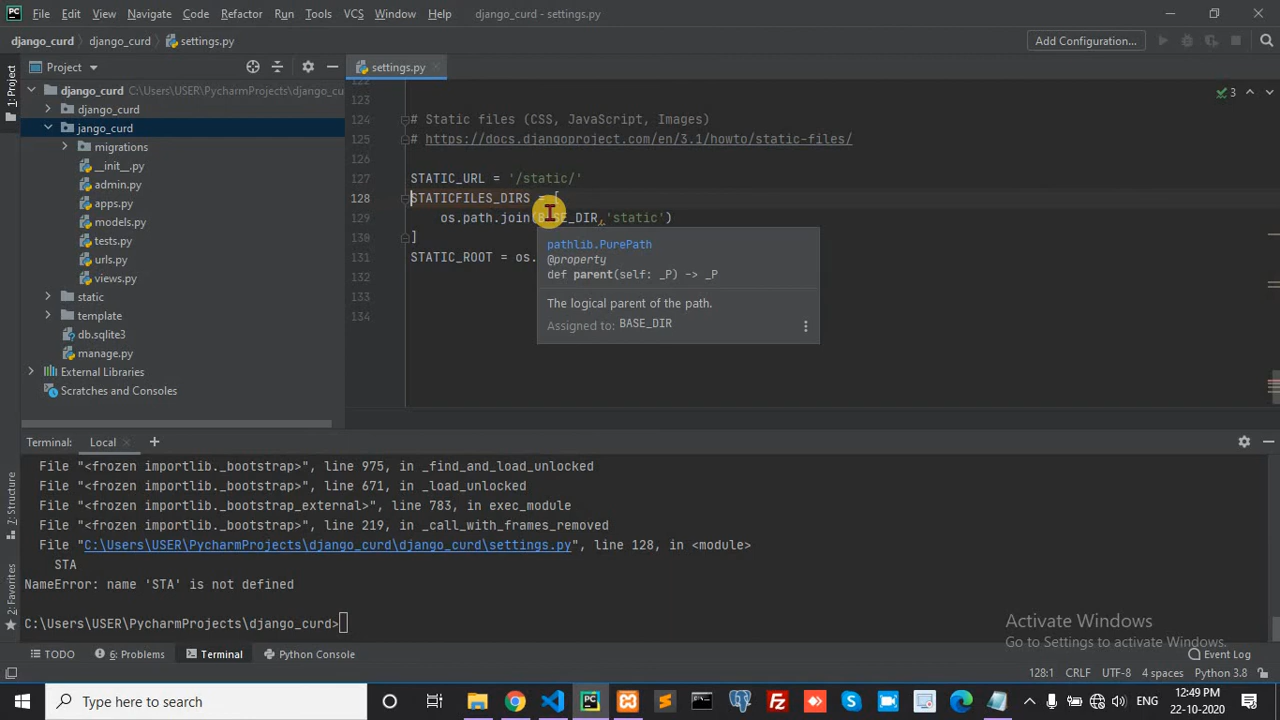 File Edit View Navigate Code Refactor Run Tools VCS Window Help django_curd - settings.py
django_curd django_curd settings.py Add Configuration...
1: Project
Project
settings.py
django_curd C:\Users\USER\PycharmProjects\django_cu
django_curd
jango_curd
migrations
__init__.py
admin.py
apps.py
models.py
tests.py
urls.py
views.py
static
template
db.sqlite3
manage.py
External Libraries
Scratches and Consoles
3
122
123
124 # Static files (CSS, JavaScript, Images)
125 # https://docs.djangoproject.com/en/3.1/howto/static-files/
126
127 STATIC_URL = '/static/'
128 STATICFILES_DIRS = [
129 os.path.join(BASE_DIR,'static')
130 ]
131 STATIC_ROOT = os.
132
133
134
pathlib.PurePath
@property
def parent(self: _P) -> _P
The logical parent of the path.
Assigned to: BASE_DIR
Terminal: Local +
File "<frozen importlib._bootstrap>", line 975, in _find_and_load_unlocked
File "<frozen importlib._bootstrap>", line 671, in _load_unlocked
File "<frozen importlib._bootstrap_external>", line 783, in exec_module
File "<frozen importlib._bootstrap>", line 219, in _call_with_frames_removed
File "C:\Users\USER\PycharmProjects\django_curd\django_curd\settings.py", line 128, in <module>
STA
NameError: name 'STA' is not defined
C:\Users\USER\PycharmProjects\django_curd>
7: Structure
2: Favorites
Activate Windows
Go to Settings to activate Windows.
TODO 6: Problems Terminal Python Console Event Log
128:1 CRLF UTF-8 4 spaces Python 3.8
Type here to search
ENG
12:49 PM
22-10-2020